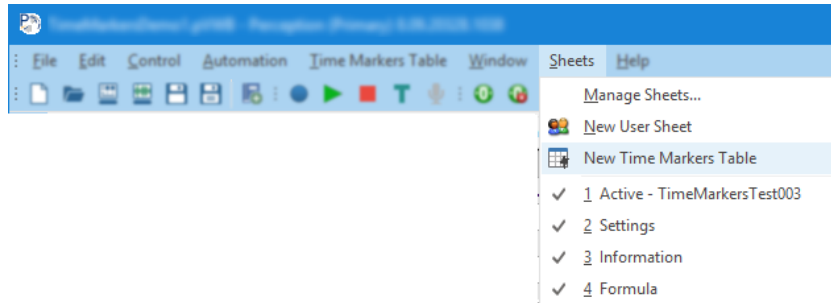 File Edit Control Automation Time Markers Table Window Sheets Help
Manage Sheets...
New User Sheet
New Time Markers Table
1 Active - TimeMarkersTest003
2 Settings
3 Information
4 Formula